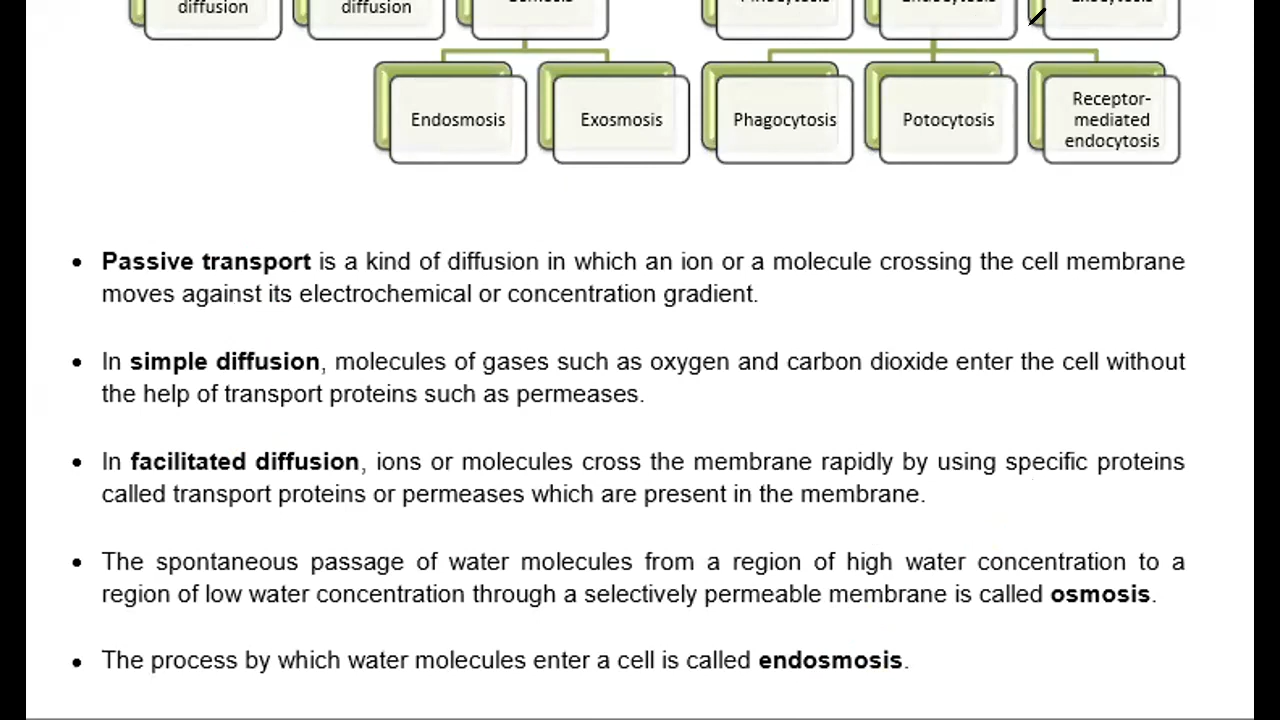 diffusion
diffusion
Endosmosis
Exosmosis
Phagocytosis
Potocytosis
Receptor-
mediated
endocytosis
• Passive transport is a kind of diffusion in which an ion or a molecule crossing the cell membrane
moves against its electrochemical or concentration gradient.
• In simple diffusion, molecules of gases such as oxygen and carbon dioxide enter the cell without
the help of transport proteins such as permeases.
• In facilitated diffusion, ions or molecules cross the membrane rapidly by using specific proteins
called transport proteins or permeases which are present in the membrane.
• The spontaneous passage of water molecules from a region of high water concentration to a
region of low water concentration through a selectively permeable membrane is called osmosis.
• The process by which water molecules enter a cell is called endosmosis.